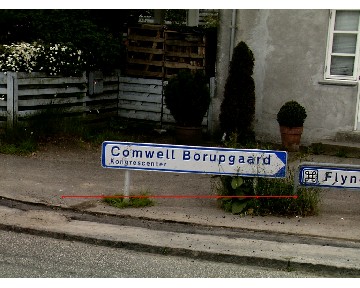 Comwell Borupgaard
Kongrescenter
Flyn